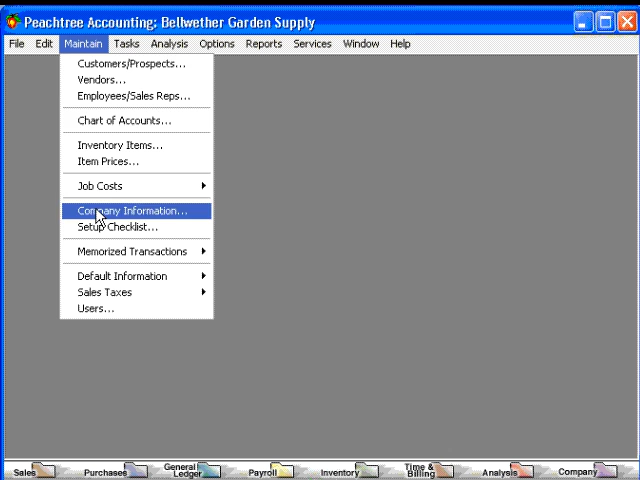 Peachtree Accounting: Bellwether Garden Supply
File Edit Maintain Tasks Analysis Options Reports Services Window Help
Customers/Prospects...
Vendors...
Employees/Sales Reps...
Chart of Accounts...
Inventory Items...
Item Prices...
Job Costs
Company Information...
Setup Checklist...
Memorized Transactions
Default Information
Sales Taxes
Users...
Sales Purchases General Ledger Payroll Inventory Time & Billing Analysis Company